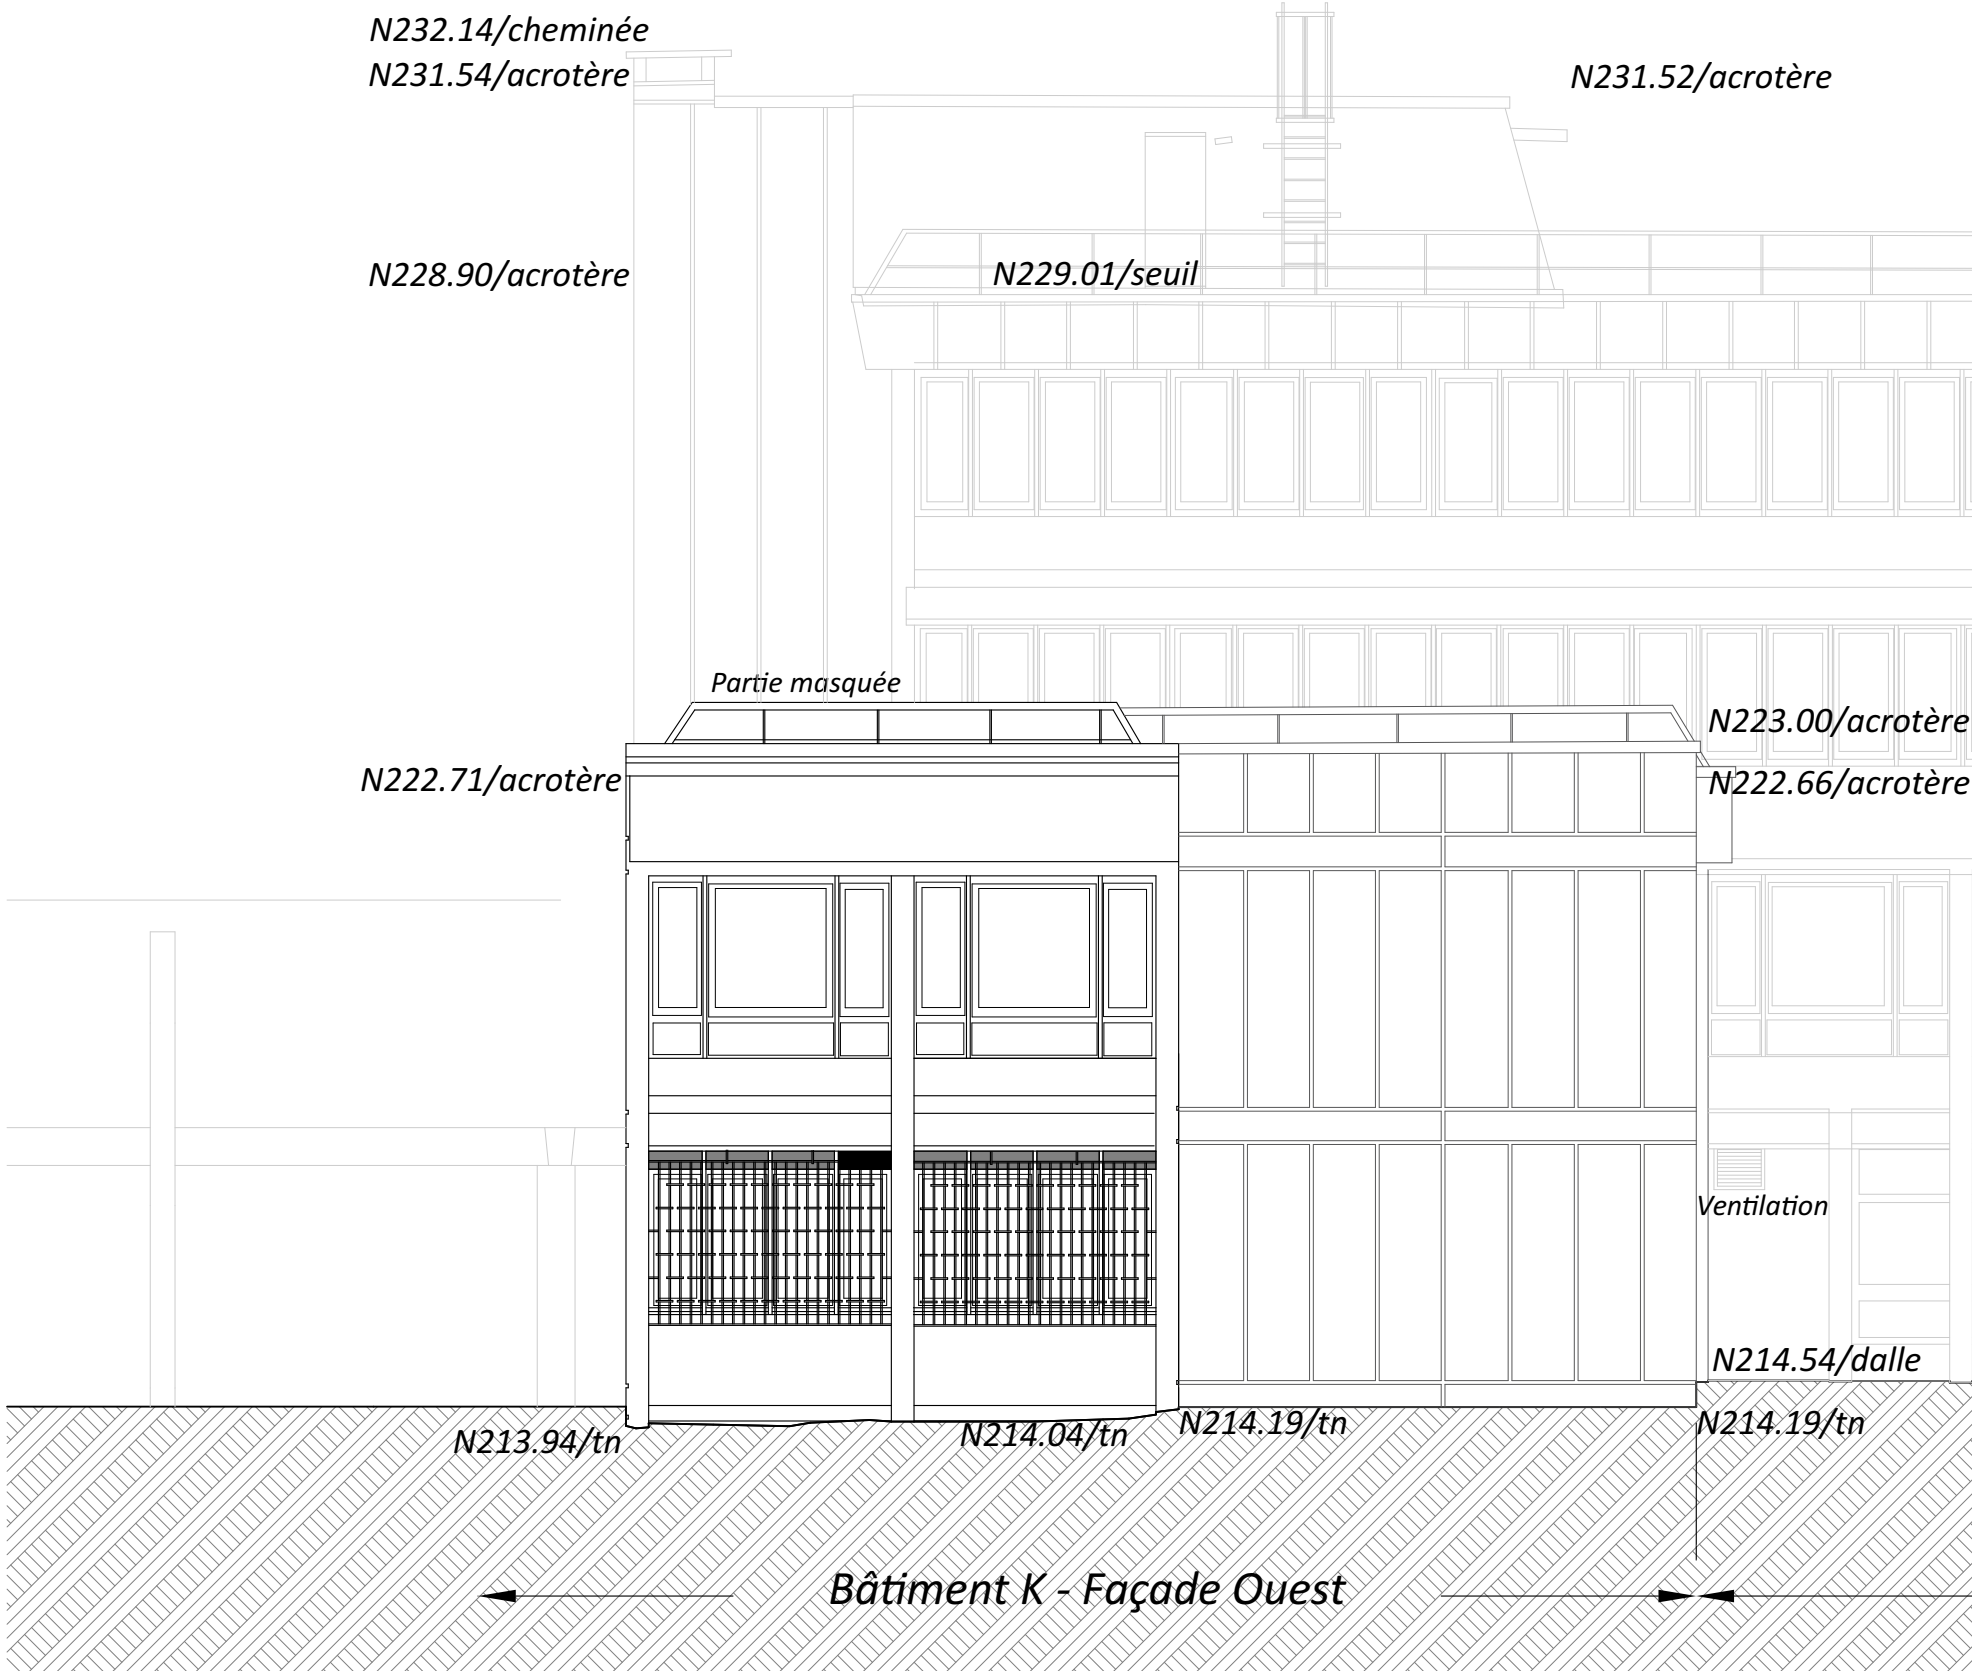 N232.14/cheminée
N231.54/acrotère
N231.52/acrotère
N228.90/acrotère
N229.01/seuil
Partie masquée
N223.00/acrotère
N222.71/acrotère
N222.66/acrotère
Ventilation
N214.54/dalle
N213.94/tn
N214.04/tn
N214.19/tn
N214.19/tn
Bâtiment K - Façade Ouest